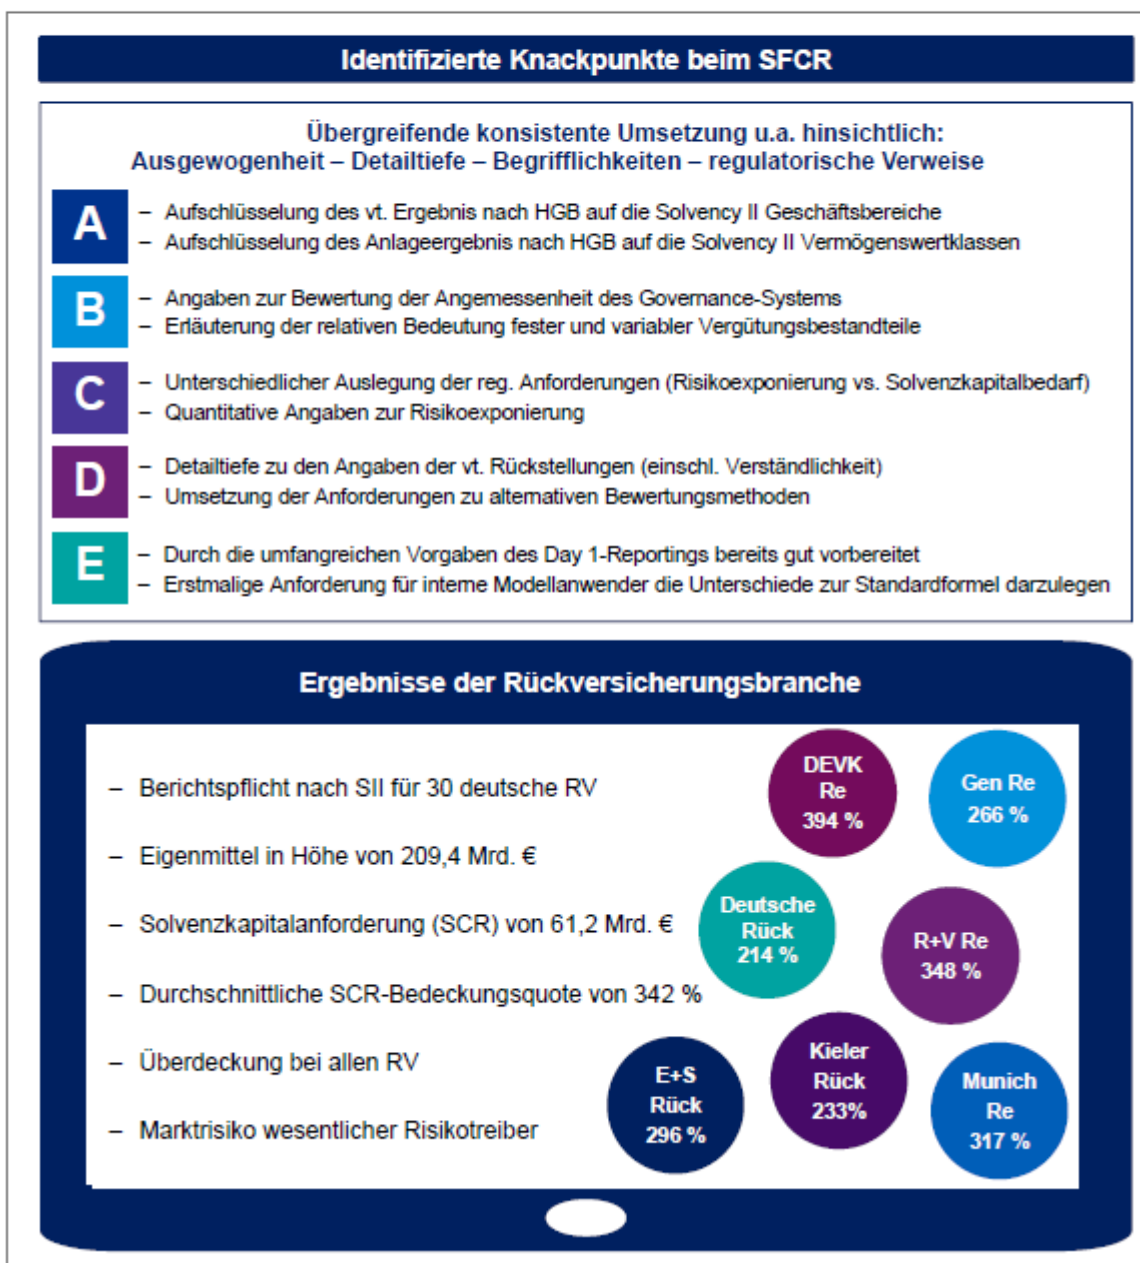 Identifizierte Knackpunkte beim SFCR
Übergreifende konsistente Umsetzung u.a. hinsichtlich:
Ausgewogenheit – Detailtiefe – Begrifflichkeiten – regulatorische Verweise
A
– Aufschlüsselung des vt. Ergebnis nach HGB auf die Solvency II Geschäftsbereiche
– Aufschlüsselung des Anlageergebnis nach HGB auf die Solvency II Vermögenswertklassen
B
– Angaben zur Bewertung der Angemessenheit des Governance-Systems
– Erläuterung der relativen Bedeutung fester und variabler Vergütungsbestandteile
C
– Unterschiedlicher Auslegung der reg. Anforderungen (Risikoexponierung vs. Solvenzkapitalbedarf)
– Quantitative Angaben zur Risikoexponierung
D
– Detailtiefe zu den Angaben der vt. Rückstellungen (einschl. Verständlichkeit)
– Umsetzung der Anforderungen zu alternativen Bewertungsmethoden
E
– Durch die umfangreichen Vorgaben des Day 1-Reportings bereits gut vorbereitet
– Erstmalige Anforderung für interne Modellanwender die Unterschiede zur Standardformel darzulegen
Ergebnisse der Rückversicherungsbranche
– Berichtspflicht nach SII für 30 deutsche RV
– Eigenmittel in Höhe von 209,4 Mrd. €
– Solvenzkapitalanforderung (SCR) von 61,2 Mrd. €
– Durchschnittliche SCR-Bedeckungsquote von 342 %
– Überdeckung bei allen RV
– Marktrisiko wesentlicher Risikotreiber
DEVK
Re
394 %
Gen Re
266 %
Deutsche
Rück
214 %
R+V Re
348 %
E+S
Rück
296 %
Kieler
Rück
233%
Munich
Re
317 %